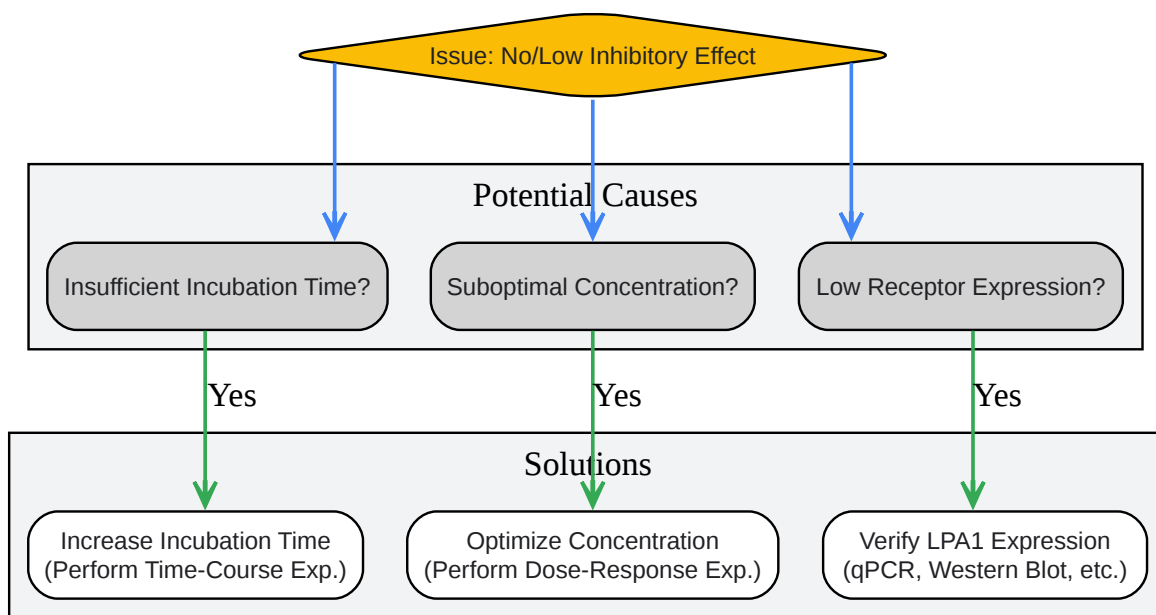 Issue: No/Low Inhibitory Effect
Potential Causes
Insufficient Incubation Time?
Suboptimal Concentration?
Low Receptor Expression?
Yes
Yes
Yes
Solutions
Increase Incubation Time
(Perform Time-Course Exp.)
Optimize Concentration
(Perform Dose-Response Exp.)
Verify LPA1 Expression
(qPCR, Western Blot, etc.)